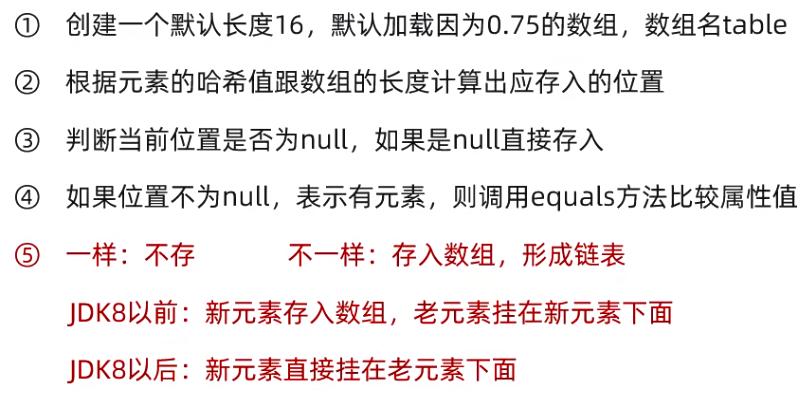 ① 创建一个默认长度16，默认加载因为0.75的数组，数组名table
② 根据元素的哈希值跟数组的长度计算出应存入的位置
③ 判断当前位置是否为null，如果是null直接存入
④ 如果位置不为null，表示有元素，则调用equals方法比较属性值
⑤ 一样：不存 不一样：存入数组，形成链表
JDK8以前：新元素存入数组，老元素挂在新元素下面
JDK8以后：新元素直接挂在老元素下面